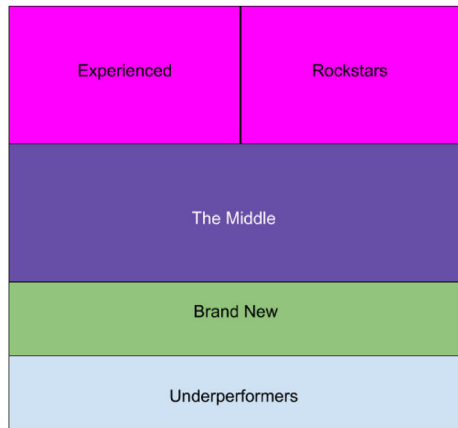 Experienced
Rockstars
The Middle
Brand New
Underperformers